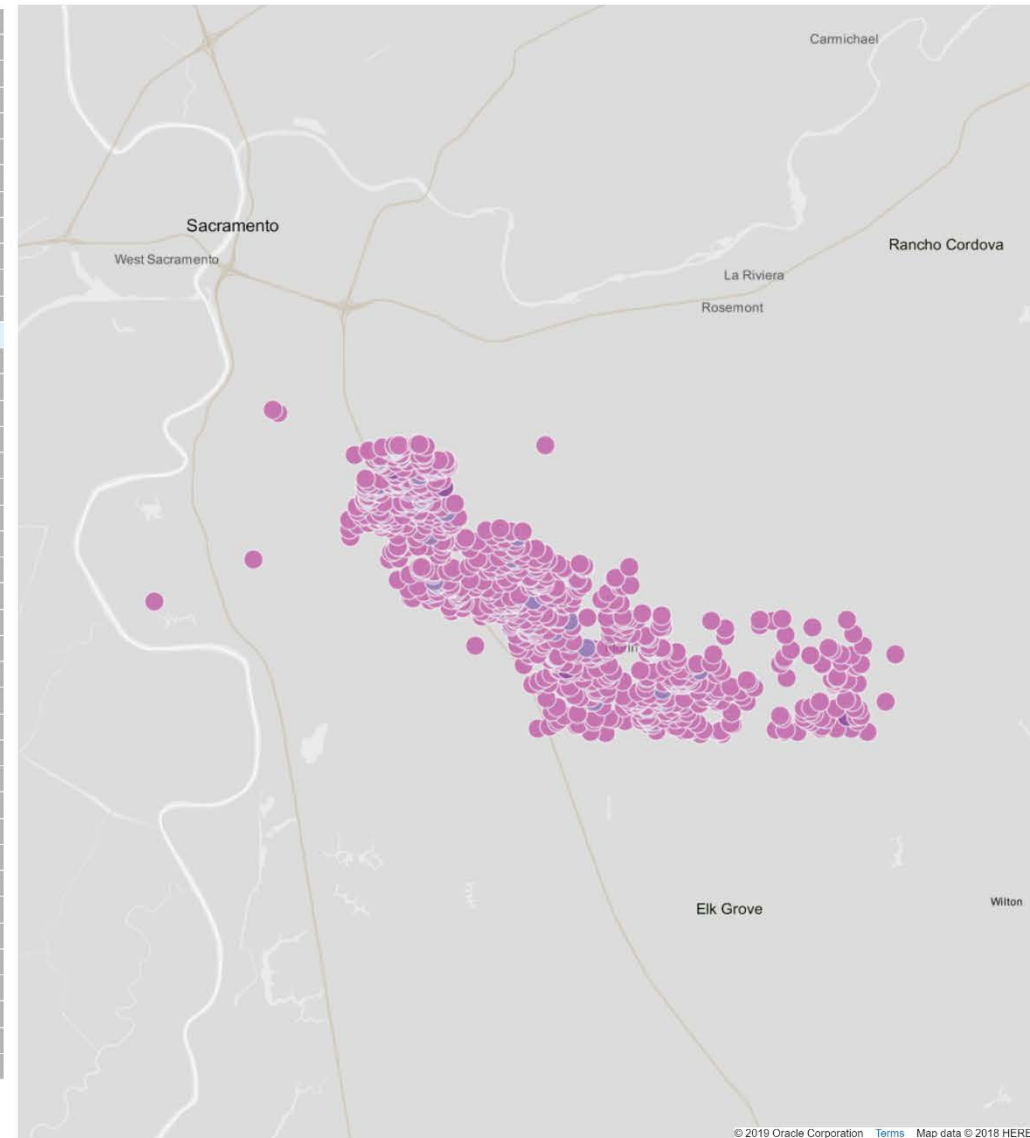 Carmichael
Sacramento
Rancho Cordova
West Sacramento
La Riviera
Rosemont
Elk Grove
Wilton
© 2019 Oracle Corporation Terms Map data © 2018 HERE